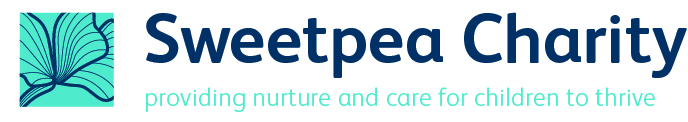 Sweetpea Charity
providing nurture and care for children to thrive